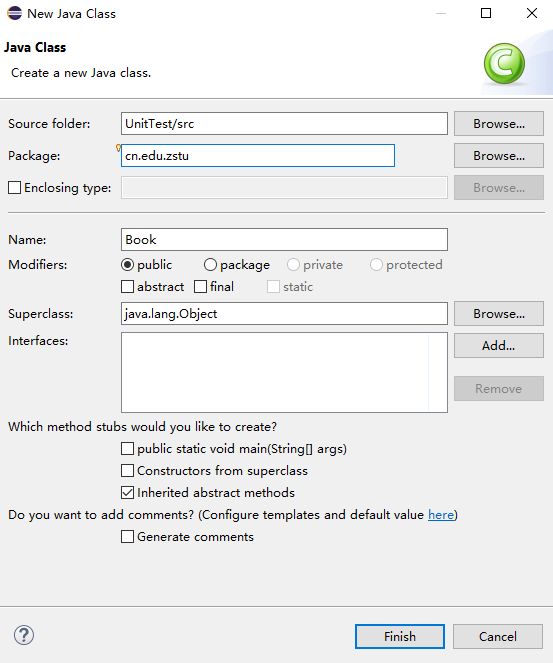 New Java Class
Java Class
Create a new Java class.
Source folder: UnitTest/src Browse...
Package: cn.edu.zstu Browse...
Enclosing type: Browse...
Name: Book
Modifiers: public package private protected
abstract final static
Superclass: java.lang.Object Browse...
Interfaces: Add...
Remove
Which method stubs would you like to create?
public static void main(String[] args)
Constructors from superclass
Inherited abstract methods
Do you want to add comments? (Configure templates and default value here)
Generate comments
? Finish Cancel